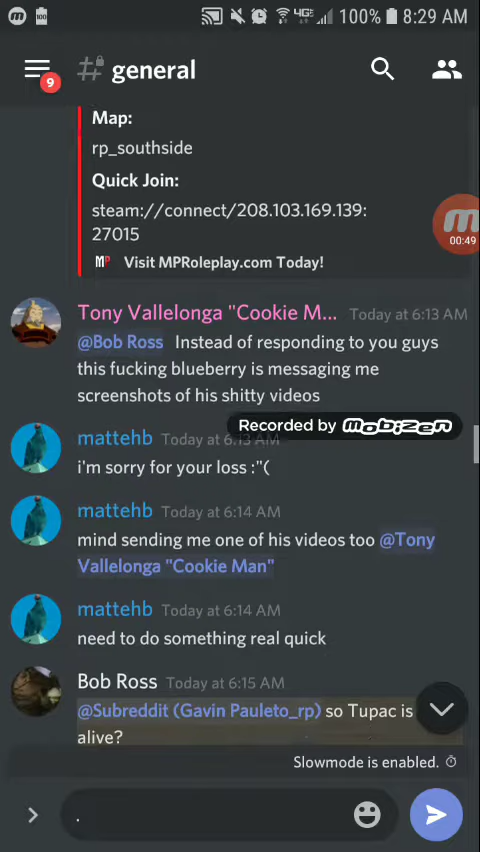 100% 8:29 AM
9
# general
Map:
rp_southside
Quick Join:
steam://connect/208.103.169.139:
27015
MP Visit MPRoleplay.com Today!
00:49
Tony Vallelonga "Cookie M... Today at 6:13 AM
@Bob Ross Instead of responding to you guys
this fucking blueberry is messaging me
screenshots of his shitty videos
Recorded by mobizen
mattehb Today at 6:13 AM
i'm sorry for your loss :"(
mattehb Today at 6:14 AM
mind sending me one of his videos too @Tony
Vallelonga "Cookie Man"
mattehb Today at 6:14 AM
need to do something real quick
Bob Ross Today at 6:15 AM
@Subreddit (Gavin Pauleto_rp) so Tupac is
alive?
Slowmode is enabled.
.